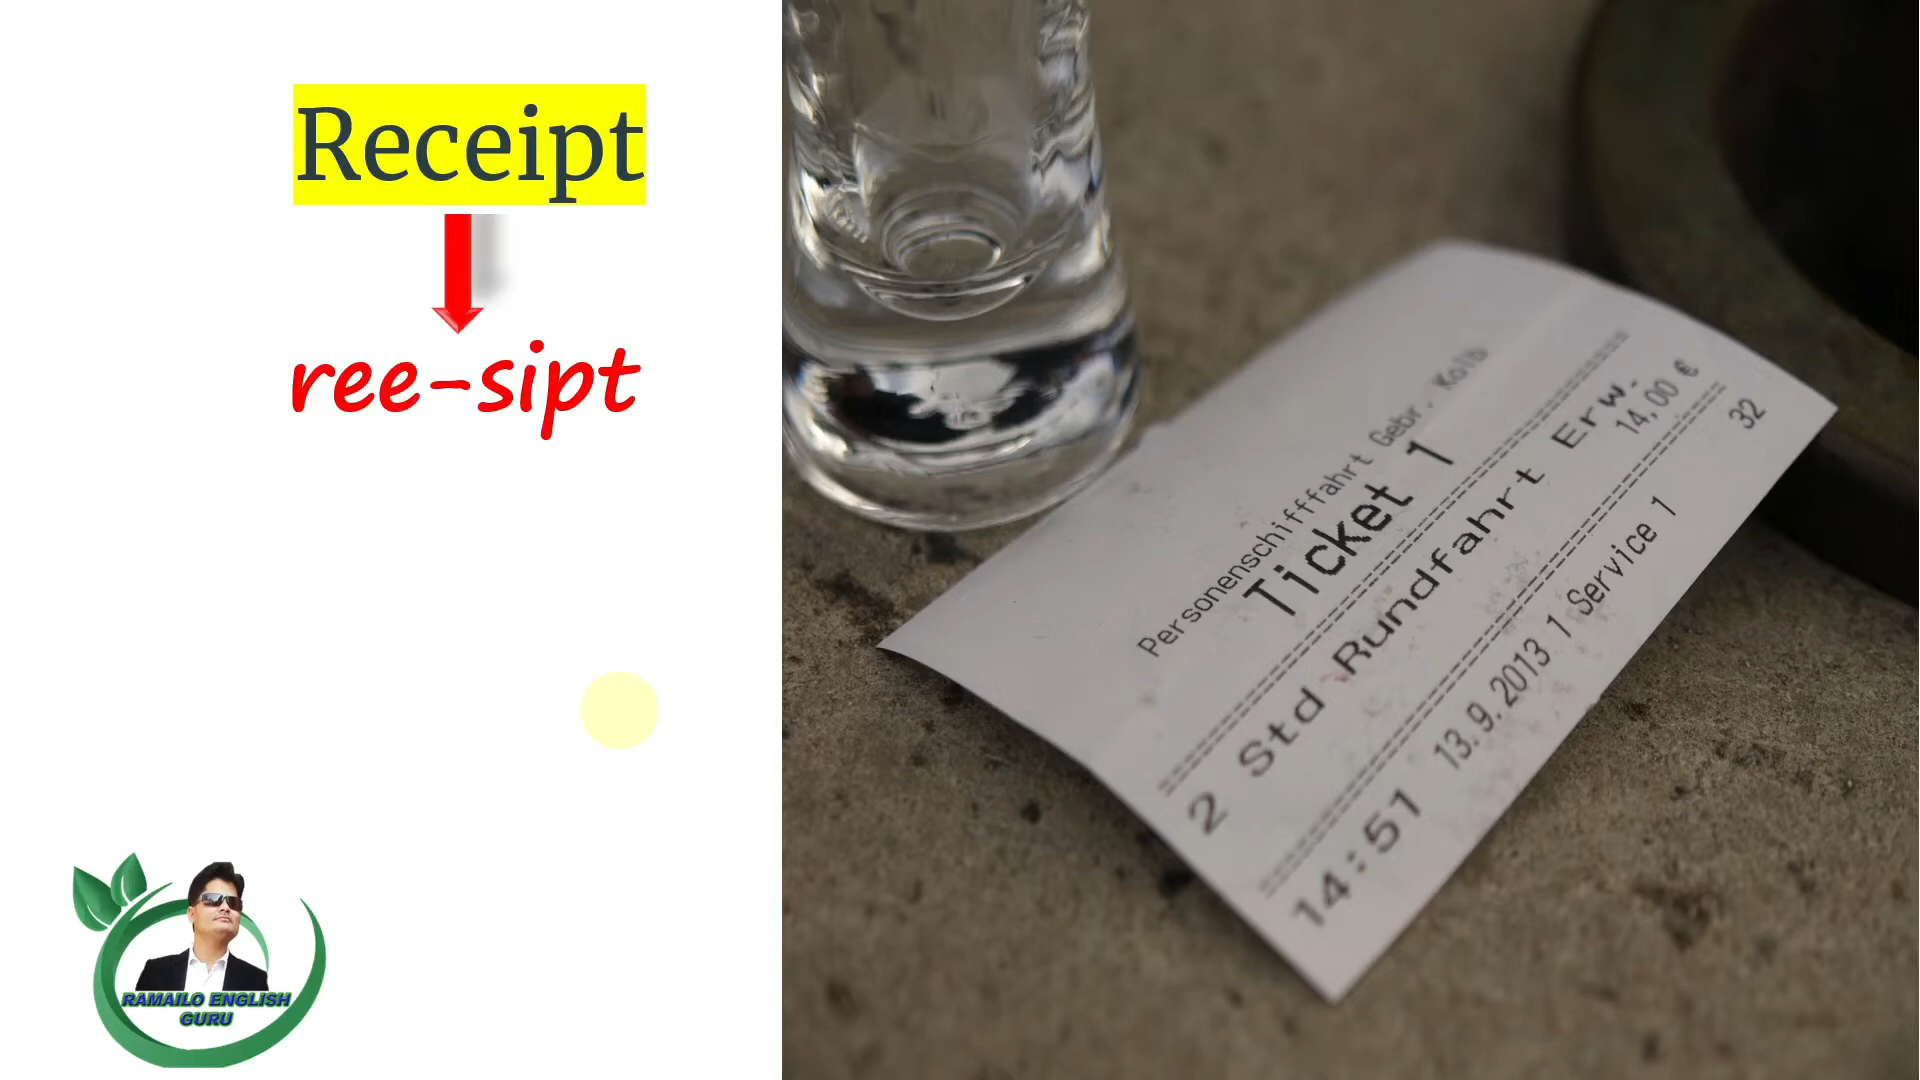 Receipt
ree-sipt
RAMAILO ENGLISH
GURU
Personenschifffahrt Gebr. Kolb
Ticket 1
2 Std Rundfahrt Erw.
14,00 €
32
14:51 13.9.2013 1 Service 1